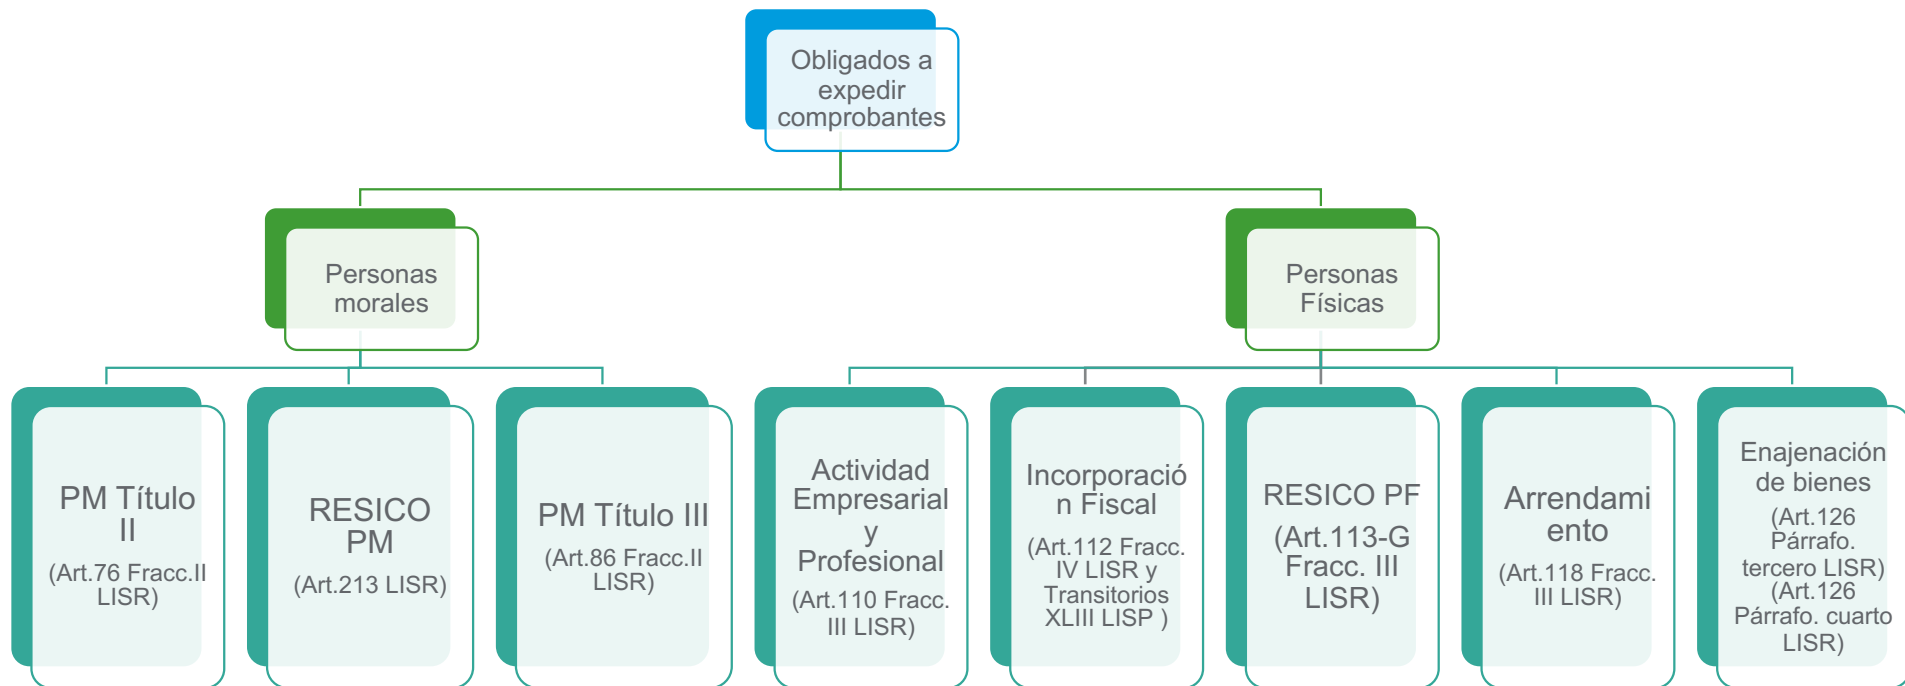 Obligados a
expedir
comprobantes
Personas
morales
Personas
Físicas
PM Título
II
(Art.76 Fracc.II
LISR)
RESICO
PM
(Art.213 LISR)
PM Título III
(Art.86 Fracc.II
LISR)
Actividad
Empresarial
y
Profesional
(Art.110 Fracc.
III LISR)
Incorporació
n Fiscal
(Art.112 Fracc.
IV LISR y
Transitorios
XLIII LISP )
RESICO PF
(Art.113-G
Fracc. III
LISR)
Arrendami
ento
(Art.118 Fracc.
III LISR)
Enajenación
de bienes
(Art.126
Párrafo.
tercero LISR)
(Art.126
Párrafo. cuarto
LISR)